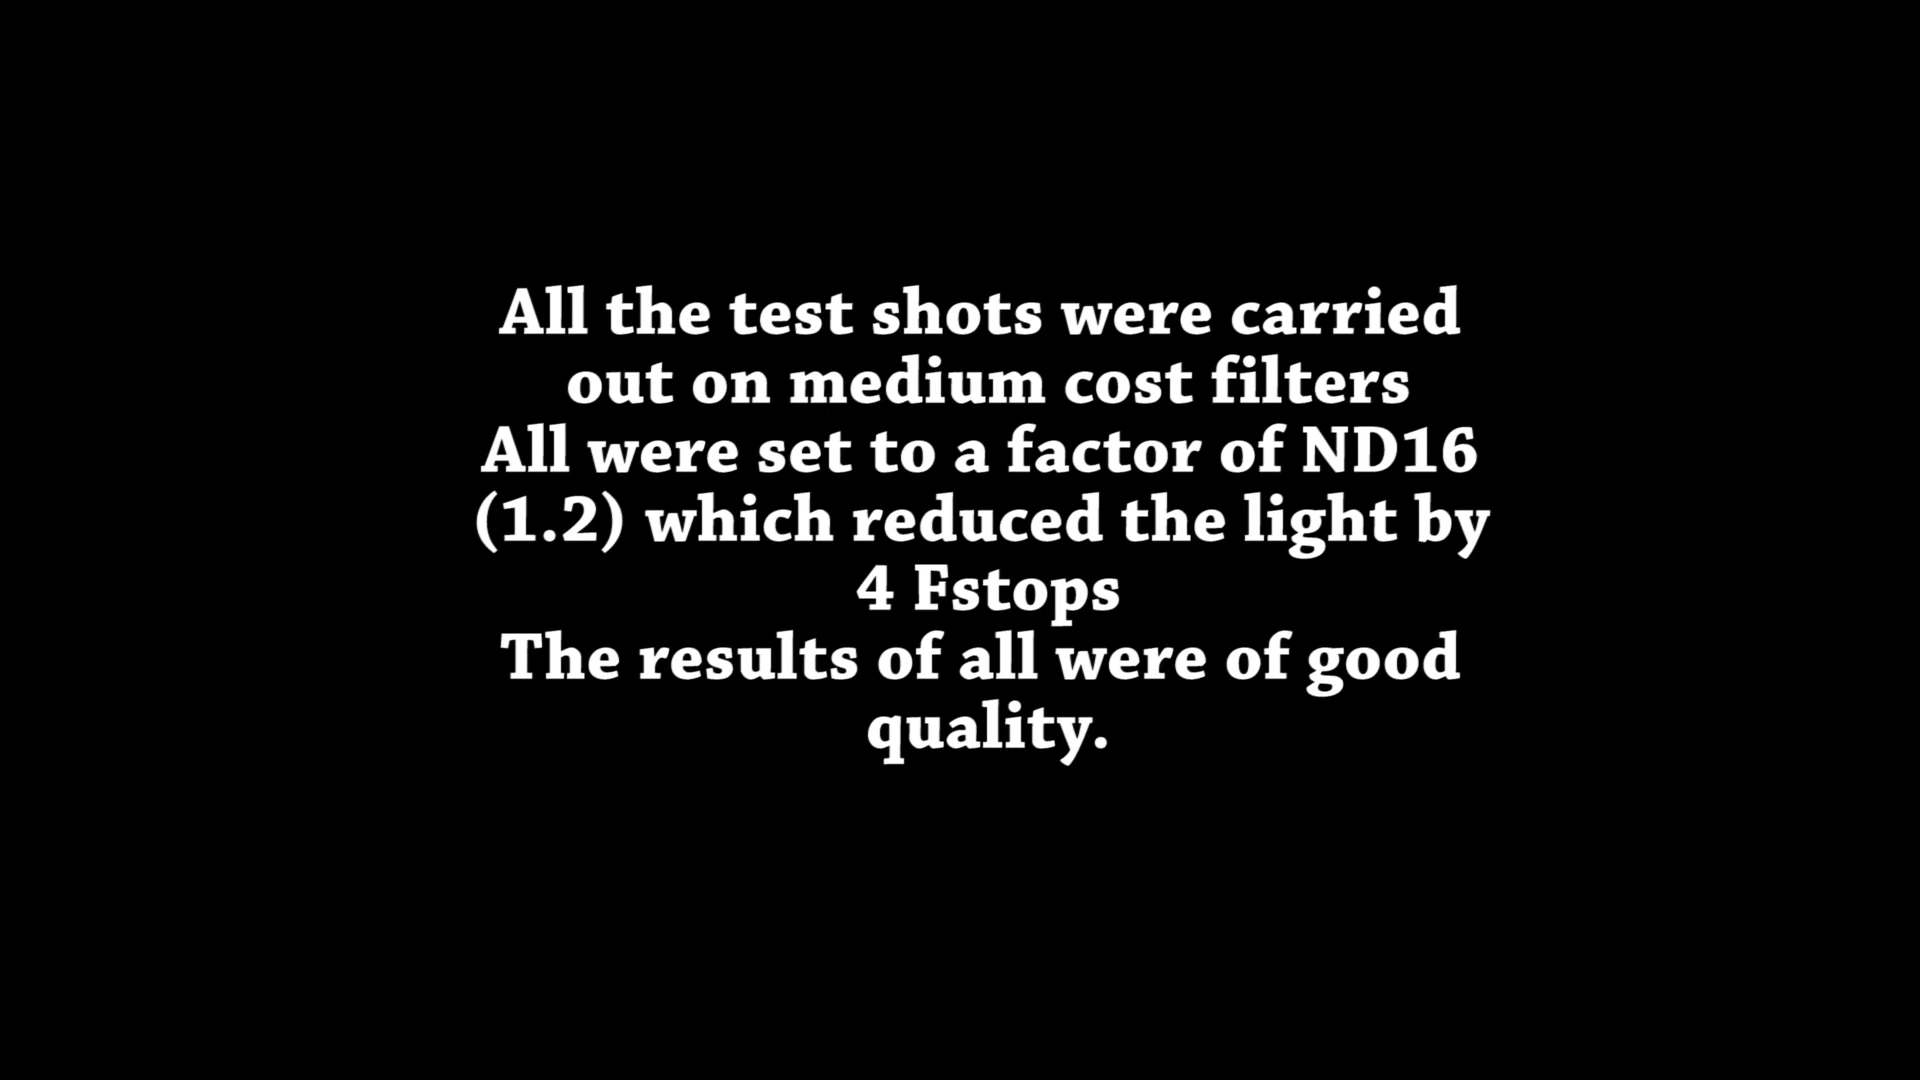 All the test shots were carried
out on medium cost filters
All were set to a factor of ND16
(1.2) which reduced the light by
4 Fstops
The results of all were of good
quality.